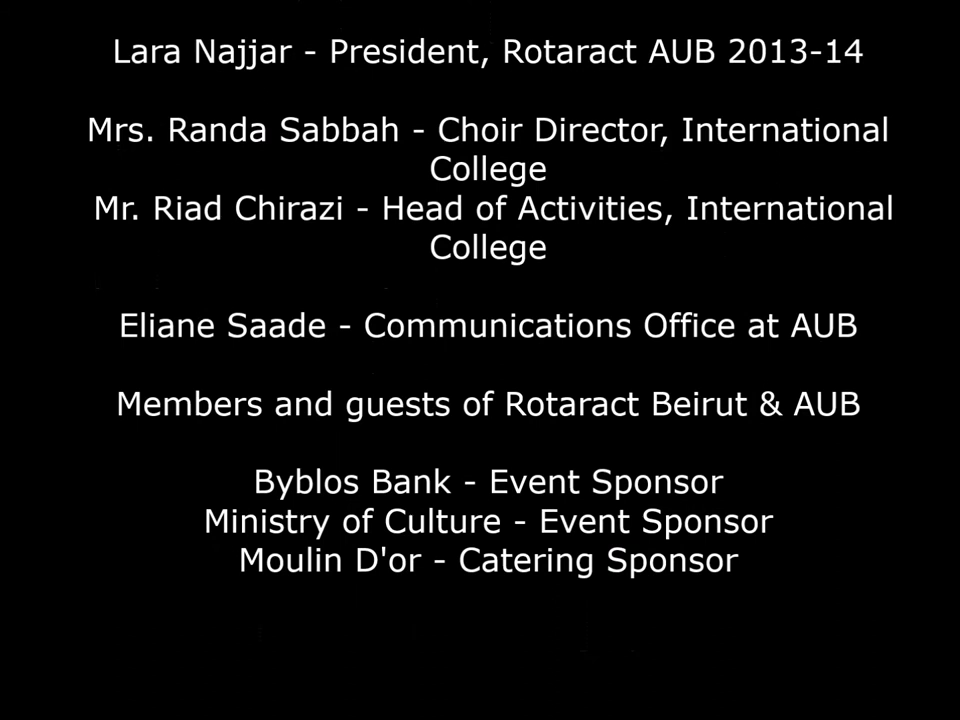 Lara Najjar - President, Rotaract AUB 2013-14
Mrs. Randa Sabbah - Choir Director, International
College
Mr. Riad Chirazi - Head of Activities, International
College
Eliane Saade - Communications Office at AUB
Members and guests of Rotaract Beirut & AUB
Byblos Bank - Event Sponsor
Ministry of Culture - Event Sponsor
Moulin D'or - Catering Sponsor